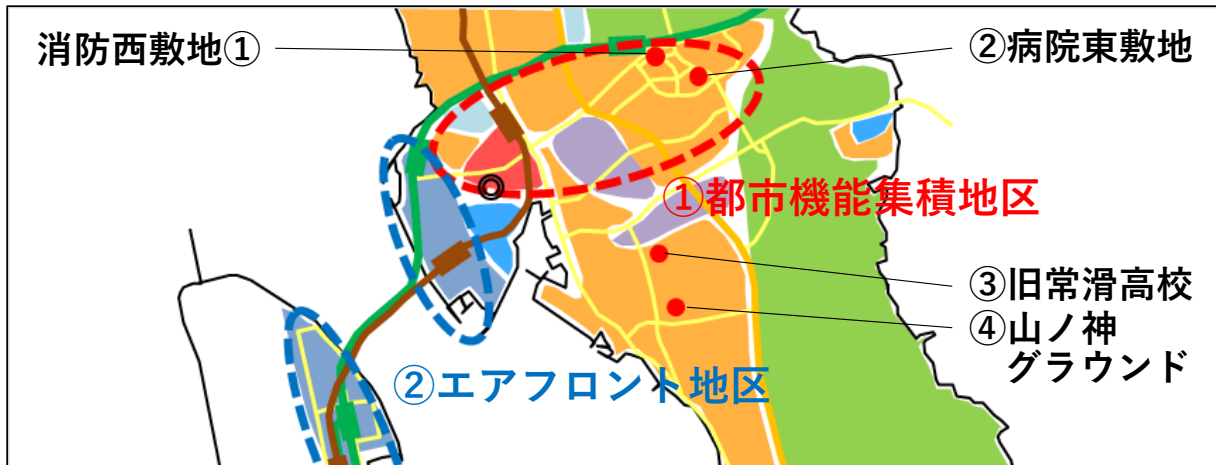 消防西敷地①
②病院東敷地
①都市機能集積地区
③旧常滑高校
④山ノ神
グラウンド
②エアフロント地区